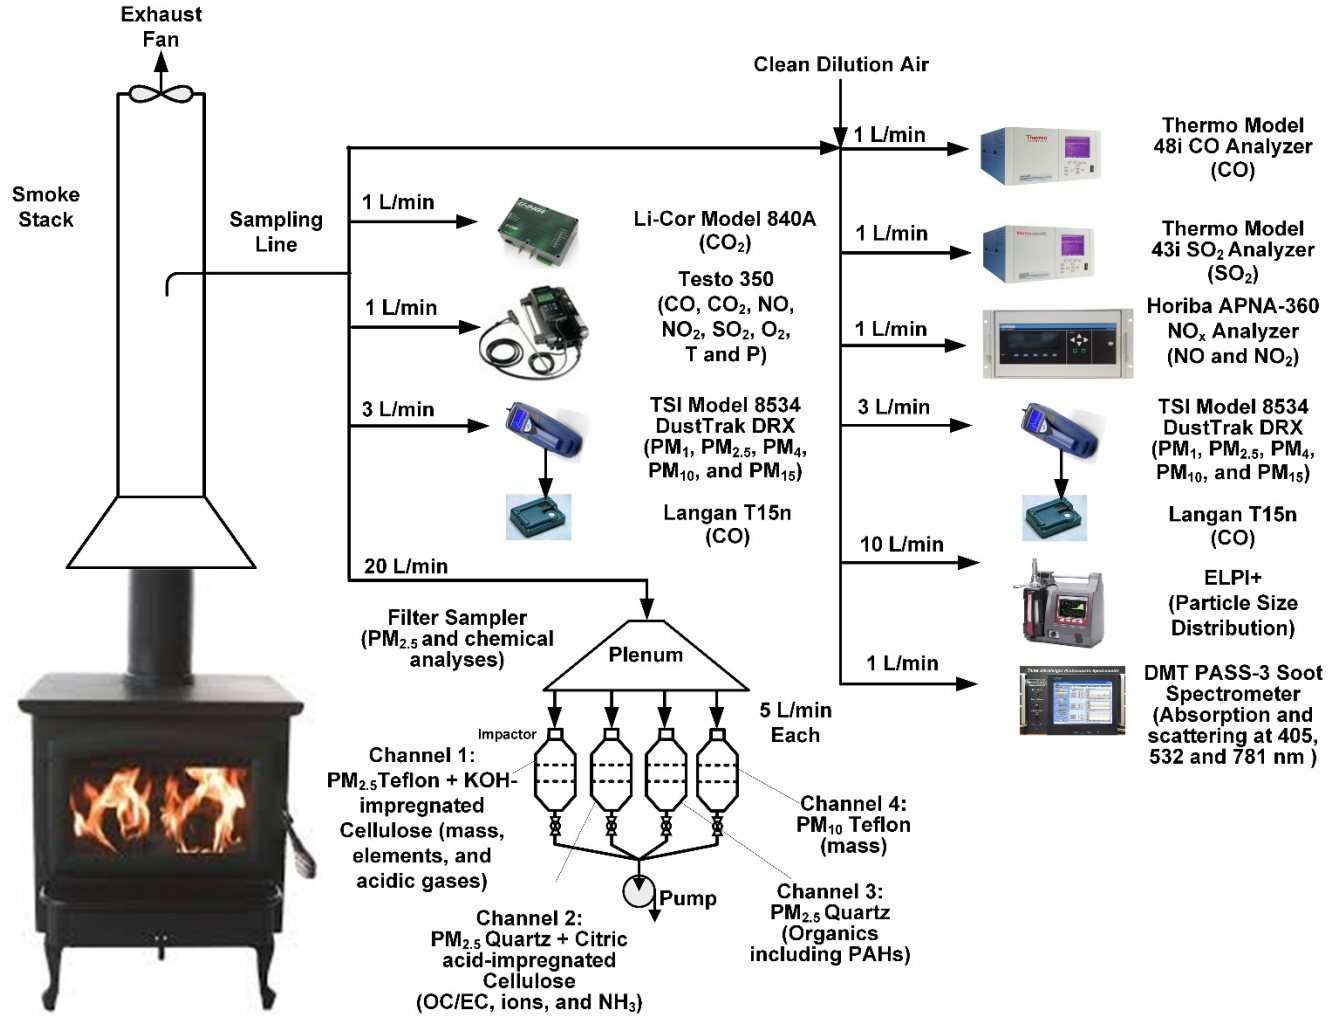 Exhaust
Fan
Clean Dilution Air
Smoke
Stack
Sampling
Line
1 L/min
Li-Cor Model 840A
(CO₂)
1 L/min
Testo 350
(CO, CO₂, NO,
NO₂, SO₂, O₂,
T and P)
3 L/min
TSI Model 8534
DustTrak DRX
(PM₁, PM₂.₅, PM₄,
PM₁₀, and PM₁₅)
Langan T15n
(CO)
20 L/min
Filter Sampler
(PM₂.₅ and chemical
analyses)
Plenum
5 L/min
Each
Impactor
Channel 1:
PM₂.₅Teflon + KOH-
impregnated
Cellulose (mass,
elements, and
acidic gases)
Channel 2:
PM₂.₅ Quartz + Citric
acid-impregnated
Cellulose
(OC/EC, ions, and NH₃)
Channel 3:
PM₂.₅ Quartz
(Organics
including PAHs)
Channel 4:
PM₁₀ Teflon
(mass)
Pump
1 L/min
Thermo
Thermo Model
48i CO Analyzer
(CO)
1 L/min
Thermo Model
43i SO₂ Analyzer
(SO₂)
1 L/min
Horiba APNA-360
NOₓ Analyzer
(NO and NO₂)
3 L/min
TSI Model 8534
DustTrak DRX
(PM₁, PM₂.₅, PM₄,
PM₁₀, and PM₁₅)
Langan T15n
(CO)
10 L/min
ELPI+
(Particle Size
Distribution)
1 L/min
DMT PASS-3 Soot
Spectrometer
(Absorption and
scattering at 405,
532 and 781 nm )